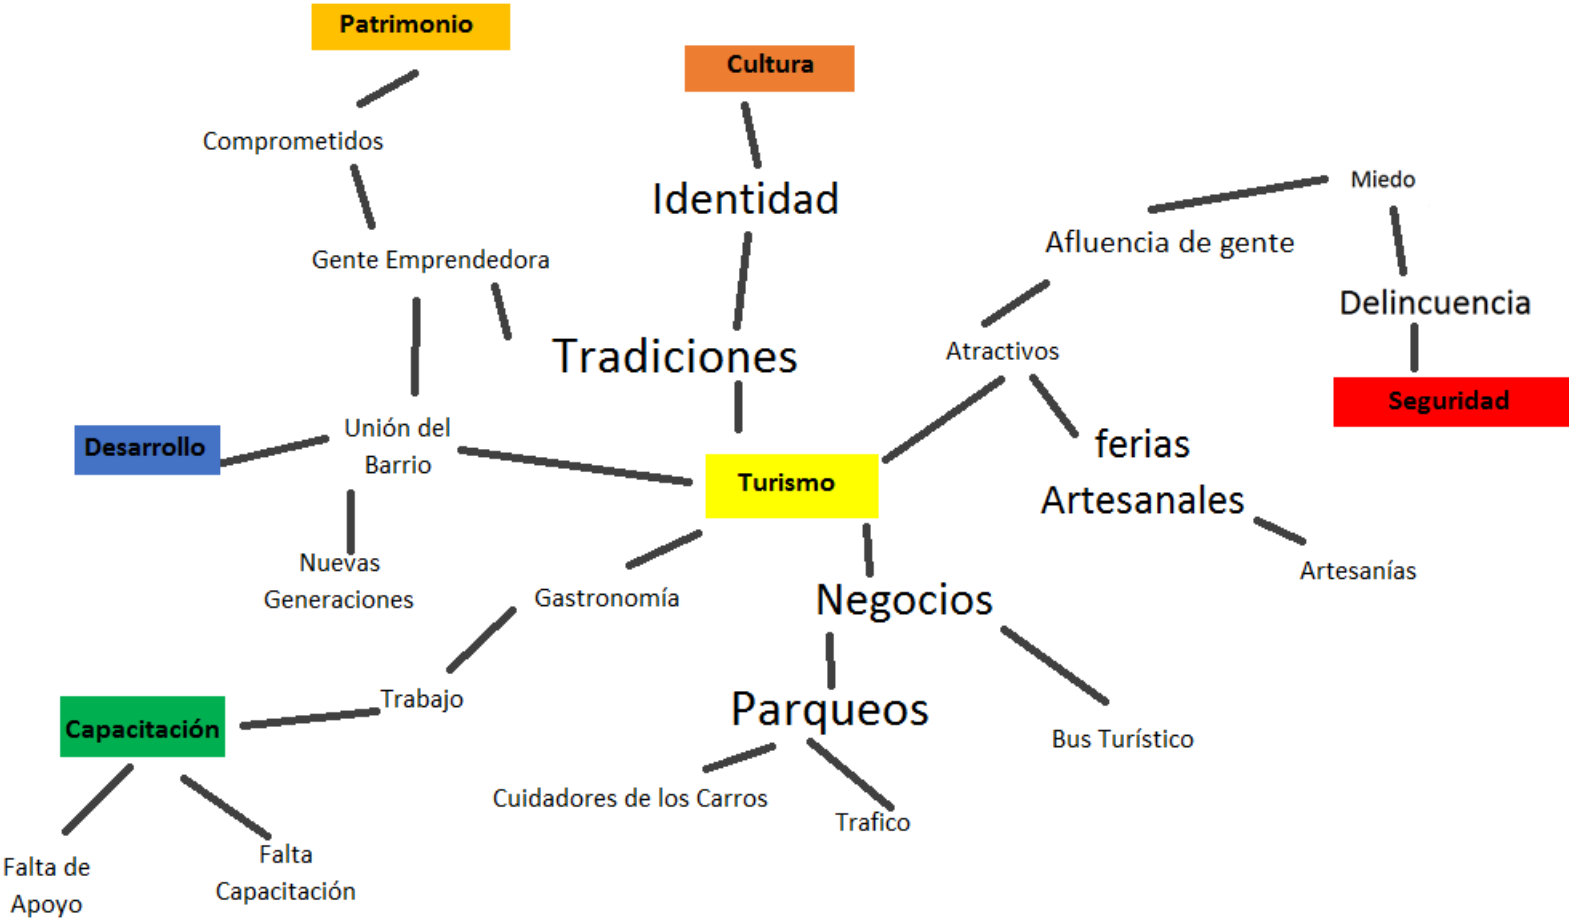 Patrimonio
Cultura
Comprometidos
Identidad
Miedo
Afluencia de gente
Gente Emprendedora
Delincuencia
Tradiciones
Atractivos
Seguridad
Unión del
Barrio
Desarrollo
ferias
Artesanales
Turismo
Nuevas
Generaciones
Gastronomía
Negocios
Artesanías
Trabajo
Parqueos
Capacitación
Bus Turístico
Cuidadores de los Carros
Trafico
Falta de
Apoyo
Falta
Capacitación